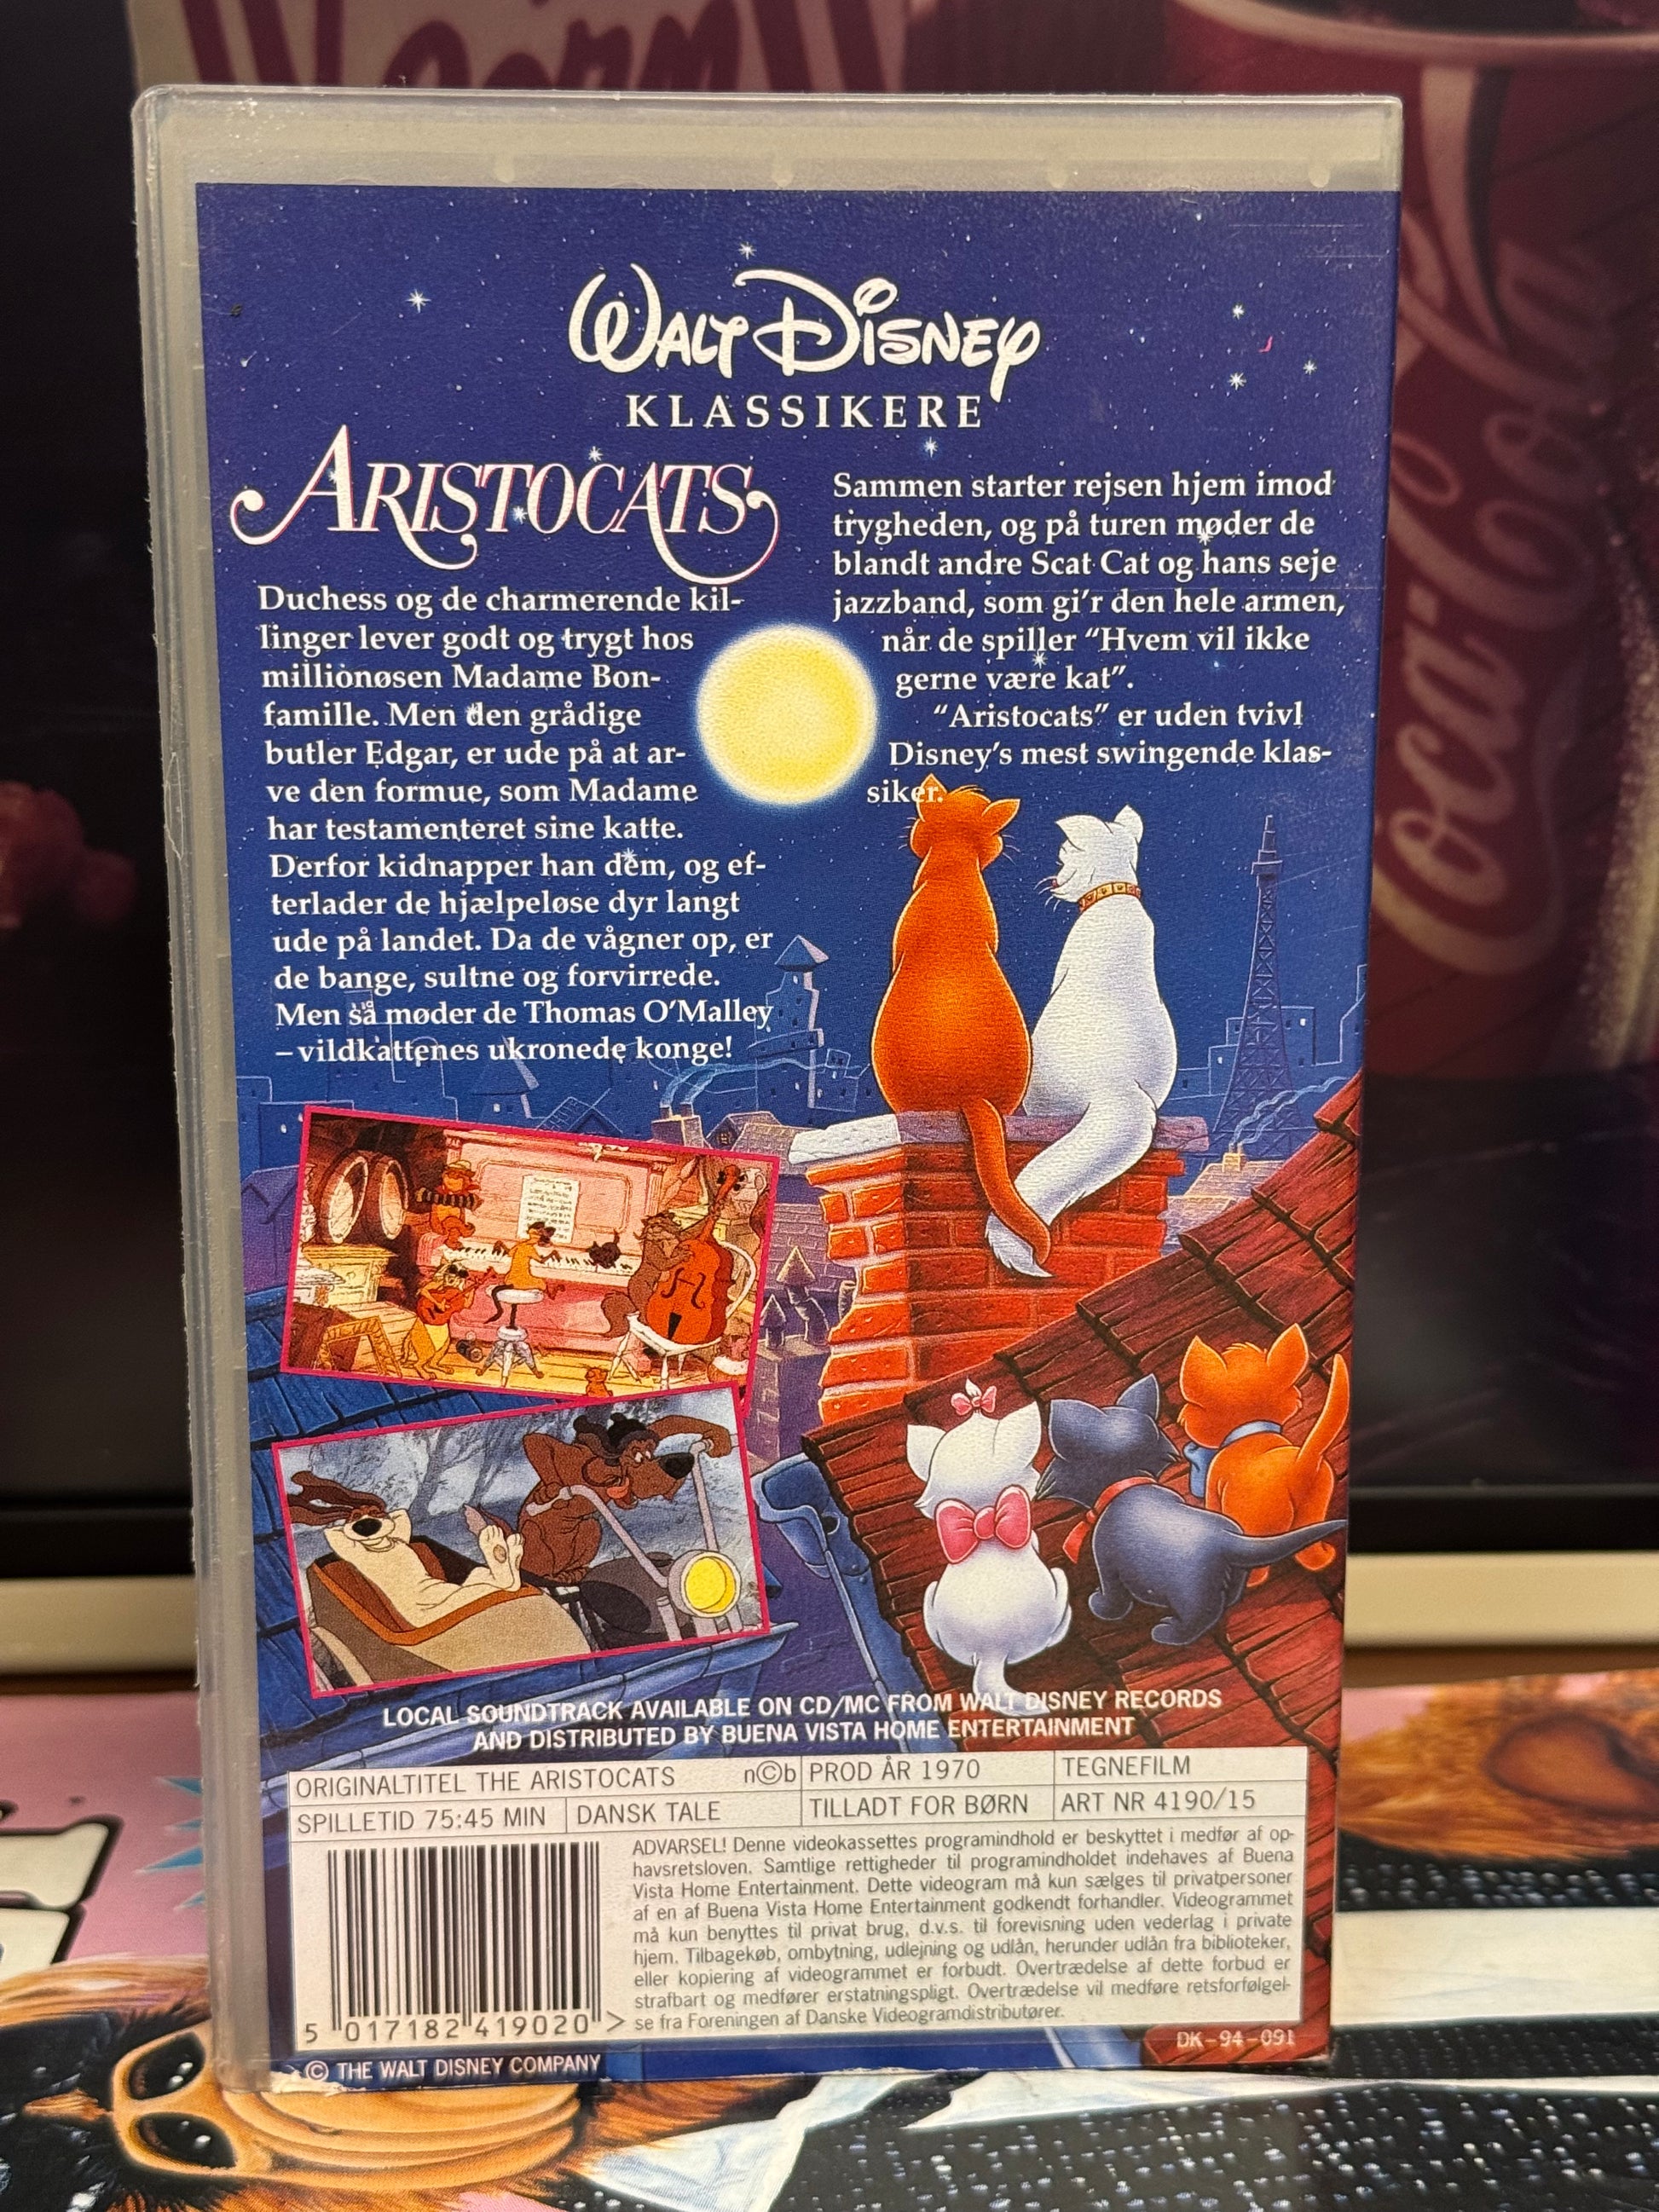 WALT DISNEY
KLASSIKERE
ARISTOCATS
Duchess og de charmerende kil-
linger lever godt og trygt hos
millionøsen Madame Bon-
famille. Men den grådige
butler Edgar, er ude på at ar-
ve den formue, som Madame
har testamenteret sine katte.
Derfor kidnapper han dem, og ef-
terlader de hjælpeløse dyr langt
ude på landet. Da de vågner op, er
de bange, sultne og forvirrede.
Men så møder de Thomas O'Malley
– vildkattenes ukronede konge!
Sammen starter rejsen hjem imod
trygheden, og på turen møder de
blandt andre Scat Cat og hans seje
jazzband, som gi'r den hele armen,
når de spiller “Hvem vil ikke
gerne være kat”.
“Aristocats” er uden tvivl
Disney's mest swingende klas-
siker.
LOCAL SOUNDTRACK AVAILABLE ON CD/MC FROM WALT DISNEY RECORDS
AND DISTRIBUTED BY BUENA VISTA HOME ENTERTAINMENT
ORIGINALTITEL THE ARISTOCATS n©b PROD ÅR 1970 TEGNEFILM
SPILLETID 75:45 MIN DANSK TALE TILLADT FOR BØRN ART NR 4190/15
ADVARSEL! Denne videokassettes programindhold er beskyttet i medfør af op-
havsretsloven. Samtlige rettigheder til programindholdet indehaves af Buena
Vista Home Entertainment. Dette videogram må kun sælges til privatpersoner
af en af Buena Vista Home Entertainment godkendt forhandler. Videogrammet
må kun benyttes til privat brug, d.v.s. til forevisning uden vederlag i private
hjem. Tilbagekøb, ombytning, udlejning og udlån, herunder udlån fra biblioteker,
eller kopiering af videogrammet er forbudt. Overtrædelse af dette forbud er
strafbart og medfører erstatningspligt. Overtrædelse vil medføre retsforfølgel-
se fra Foreningen af Danske Videogramdistributører.
5 017182 419020 >
DK-94-091
© THE WALT DISNEY COMPANY
Coca-Cola